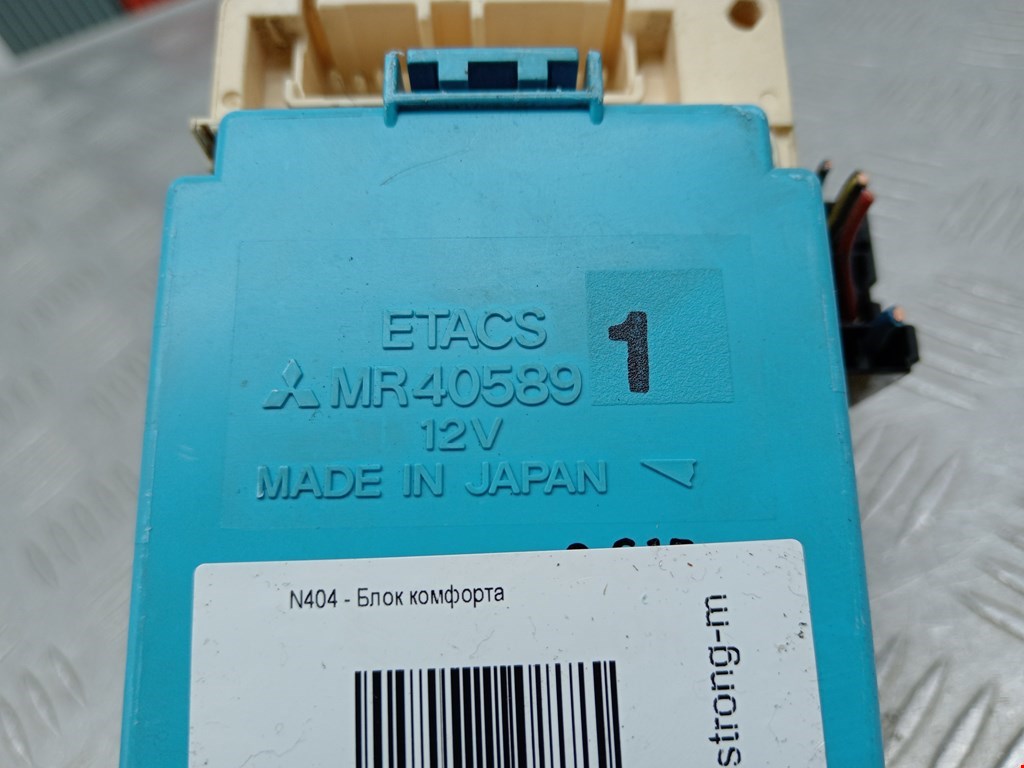 ETACS
MR40589 1
12V
MADE IN JAPAN
N404 - Блок комфорта
strong-m